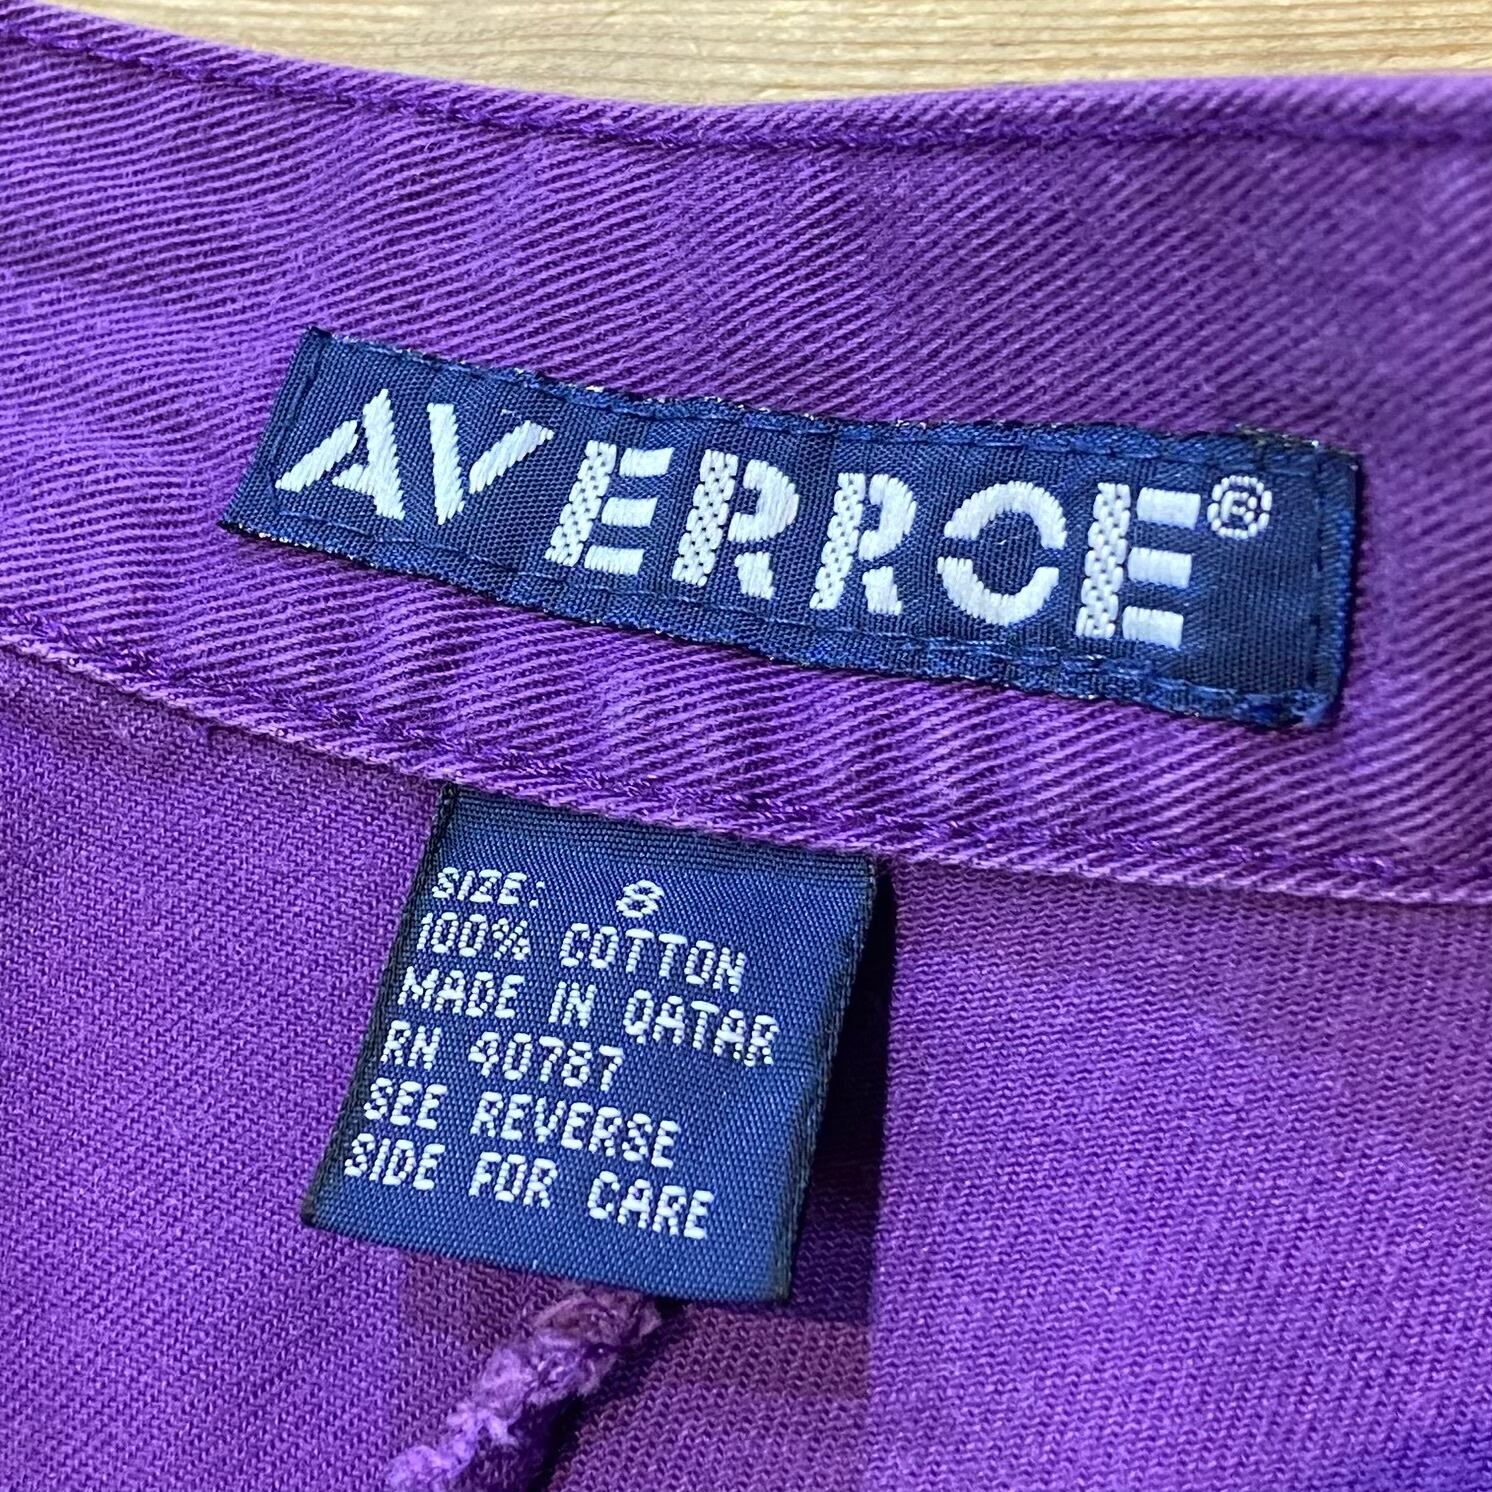 AVERROE®
SIZE: 8
100% COTTON
MADE IN QATAR
RN 40787
SEE REVERSE
SIDE FOR CARE